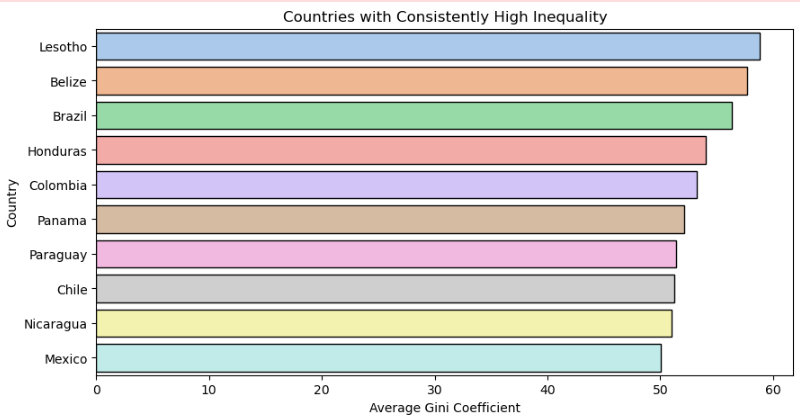 Countries with Consistently High Inequality
Lesotho
Belize
Brazil
Honduras
Colombia
Panama
Paraguay
Chile
Nicaragua
Mexico
Country
0 10 20 30 40 50 60
Average Gini Coefficient